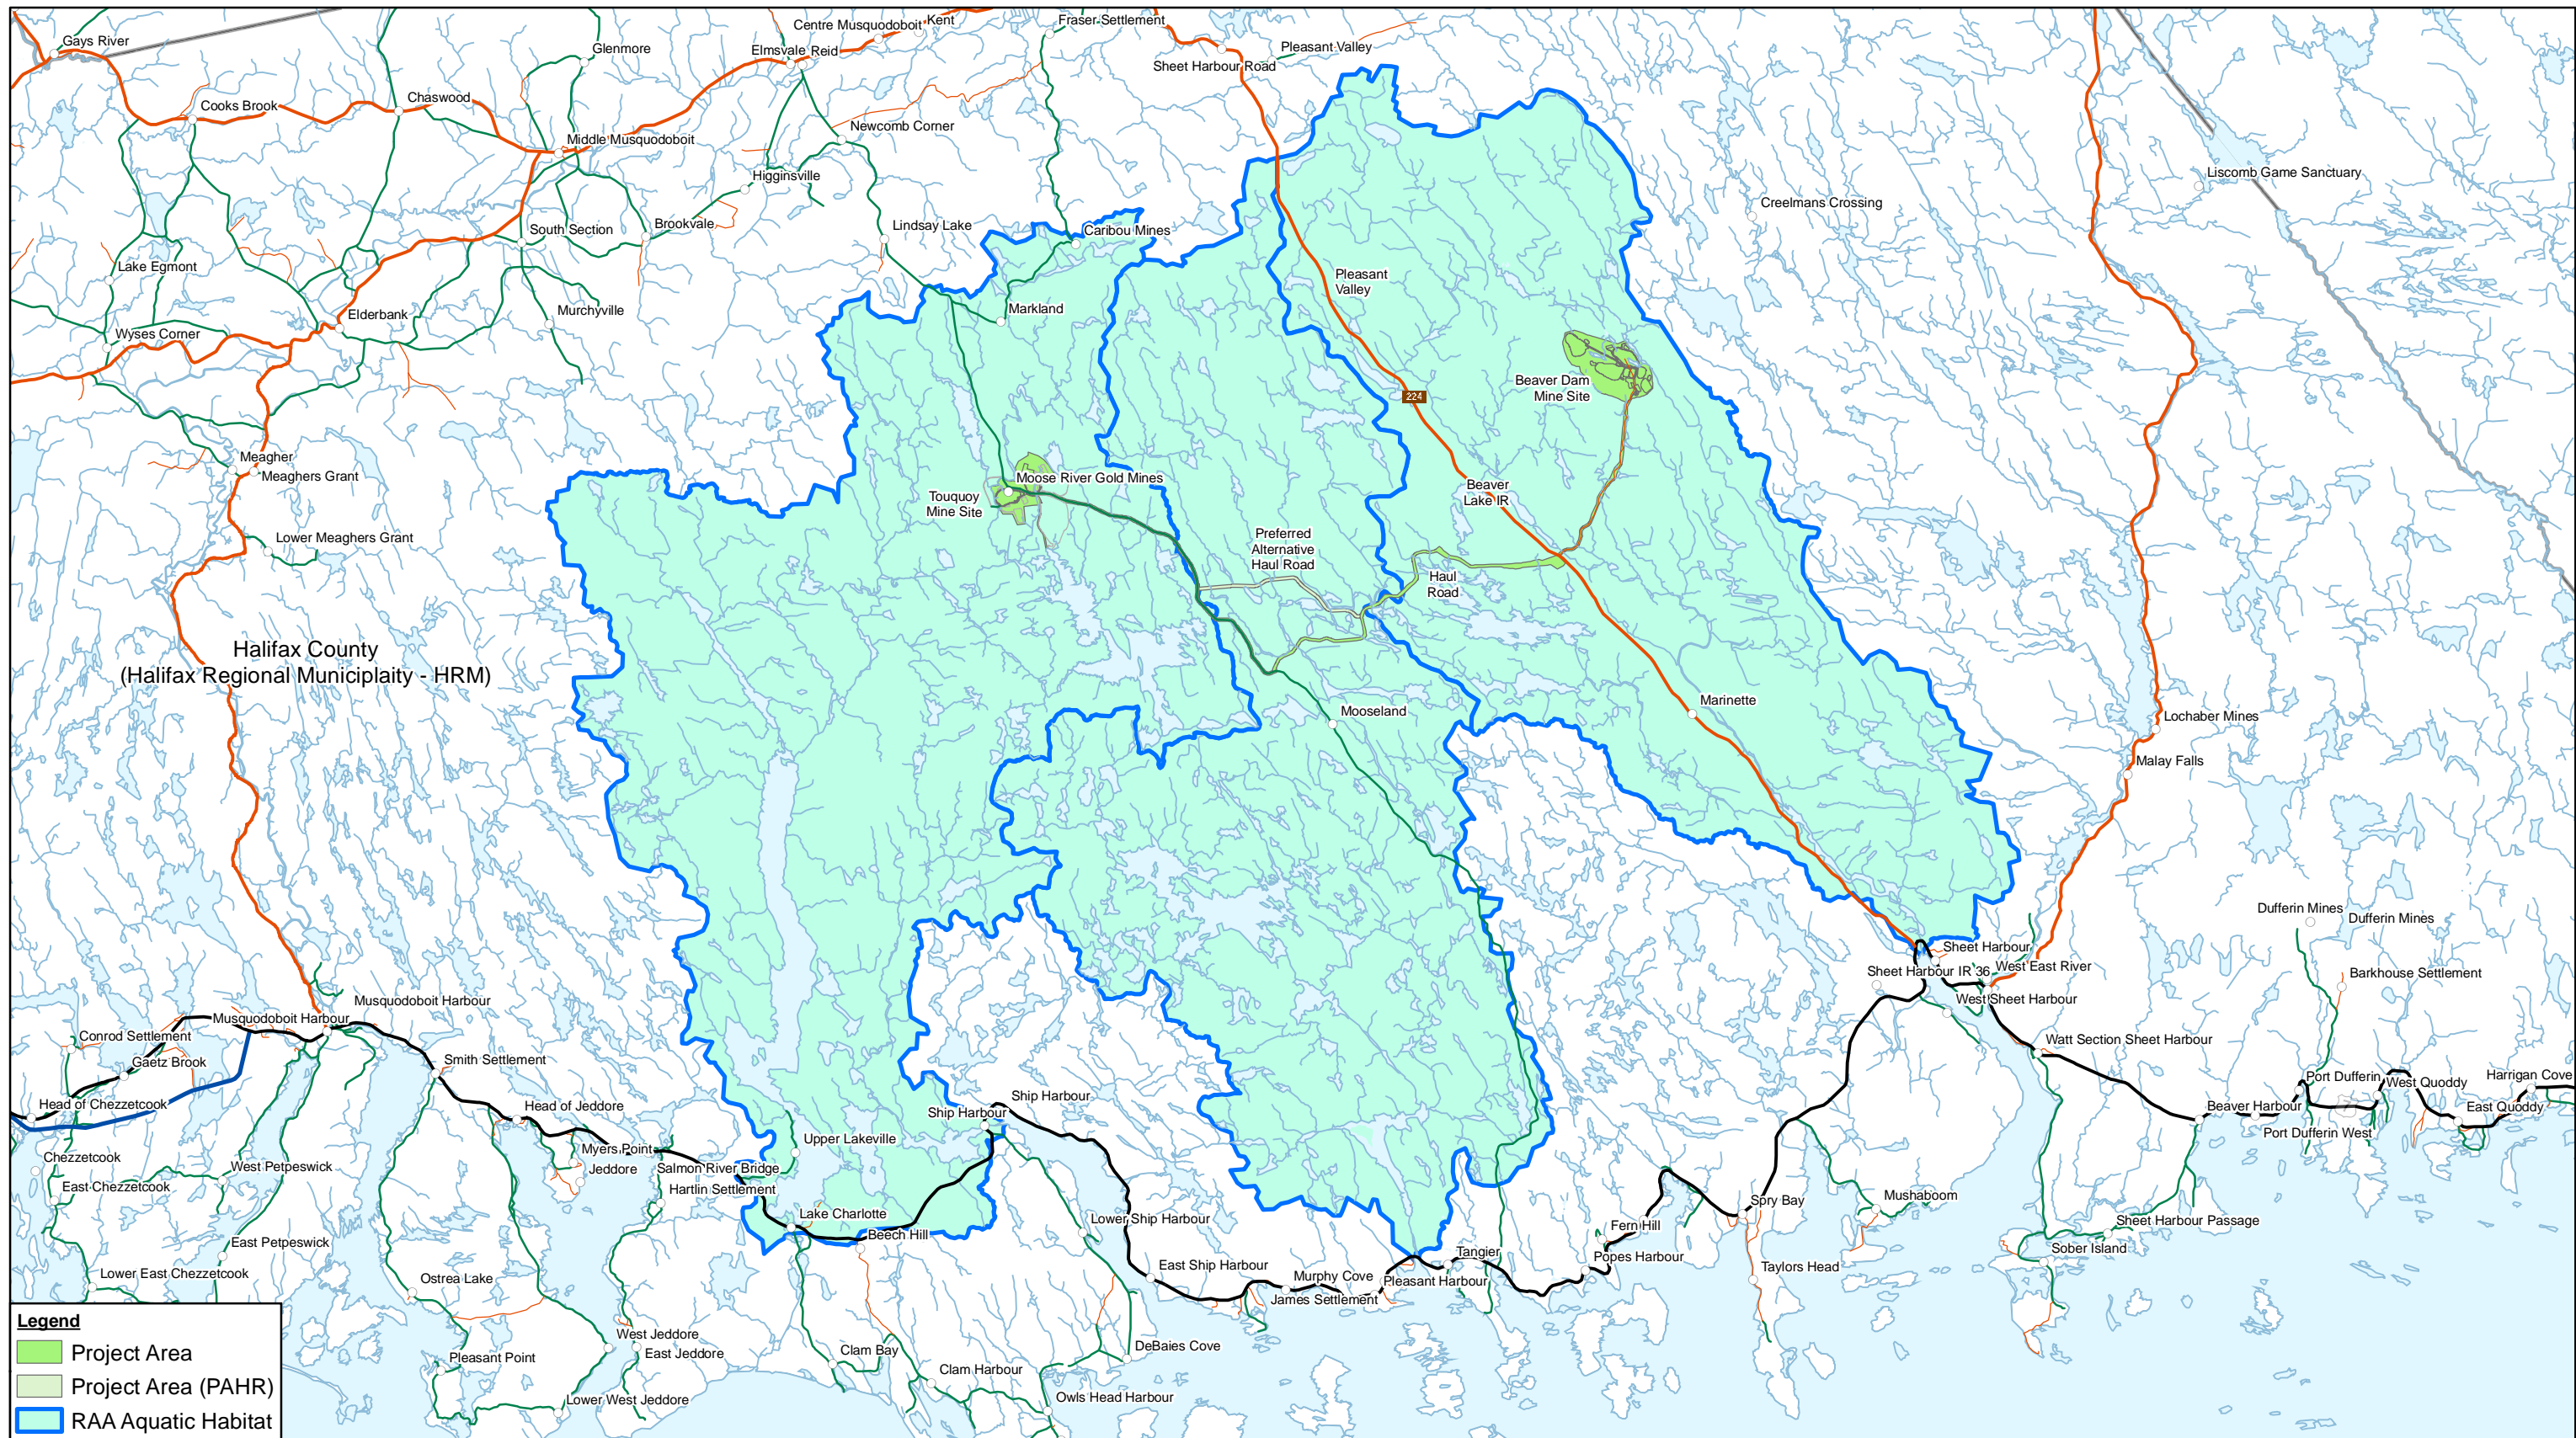 Gays River
Glenmore
Centre Musquodoboit
Kent
Fraser Settlement
Elmsvale
Reid
Pleasant Valley
Sheet Harbour Road
Cooks Brook
Chaswood
Newcomb Corner
Middle Musquodoboit
Higginsville
Liscomb Game Sanctuary
Creelmans Crossing
South Section
Brookvale
Lindsay Lake
Caribou Mines
Lake Egmont
Pleasant
Valley
Markland
Murchyville
Elderbank
Wyses Corner
Beaver Dam
Mine Site
224
Meagher
Meaghers Grant
Moose River Gold Mines
Touquoy
Mine Site
Beaver
Lake IR
Lower Meaghers Grant
Preferred
Alternative
Haul Road
Haul
Road
Halifax County
(Halifax Regional Municiplaity - HRM)
Marinette
Mooseland
Lochaber Mines
Malay Falls
Dufferin Mines
Dufferin Mines
Sheet Harbour
Sheet Harbour IR 36
West East River
Barkhouse Settlement
West Sheet Harbour
Musquodoboit Harbour
Musquodoboit Harbour
Conrod Settlement
Gaetz Brook
Smith Settlement
Watt Section Sheet Harbour
Head of Chezzetcook
Head of Jeddore
Ship Harbour
Ship Harbour
Port Dufferin
West Quoddy
Harrigan Cove
Beaver Harbour
East Quoddy
Port Dufferin West
Upper Lakeville
Myers Point
Chezzetcook
West Petpeswick
Jeddore
Salmon River Bridge
East Chezzetcook
Hartlin Settlement
Mushaboom
Spry Bay
Lake Charlotte
Lower Ship Harbour
Sheet Harbour Passage
Fern Hill
Beech Hill
East Petpeswick
Sober Island
Tangier
Popes Harbour
Lower East Chezzetcook
Ostrea Lake
East Ship Harbour
Murphy Cove
Pleasant Harbour
Taylors Head
James Settlement
West Jeddore
East Jeddore
Pleasant Point
Clam Bay
DeBaies Cove
Clam Harbour
Lower West Jeddore
Owls Head Harbour
Legend
Project Area
Project Area (PAHR)
RAA Aquatic Habitat